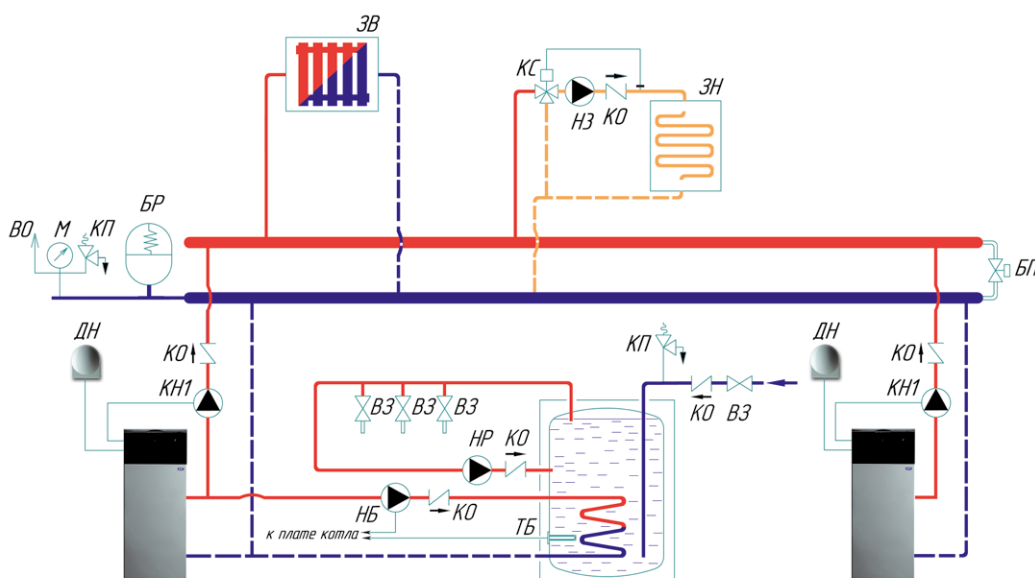 ЗВ
КС
НЗ
КО
ЗН
ВО
М
КП
БР
БП
ДН
КО
КН1
КП
КО
ВЗ
ДН
КО
КН1
ВЗ
ВЗ
ВЗ
НР
КО
НБ
КО
ТБ
к плате котла